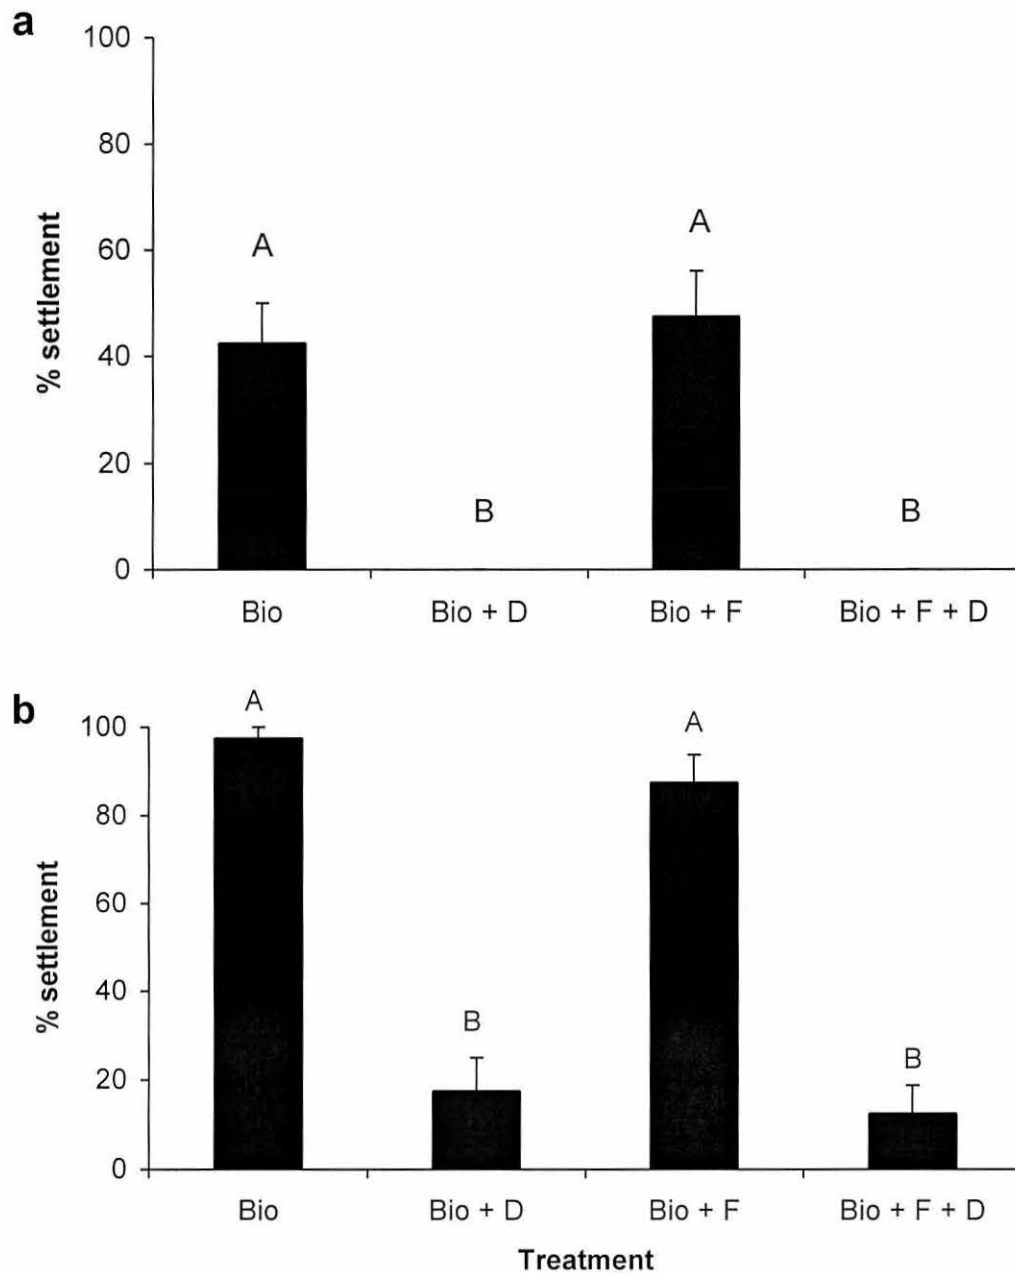 a
% settlement
100
80
60
40
20
0
A
B
A
B
Bio
Bio + D
Bio + F
Bio + F + D
b
% settlement
100
80
60
40
20
0
A
B
A
B
Bio
Bio + D
Bio + F
Bio + F + D
Treatment